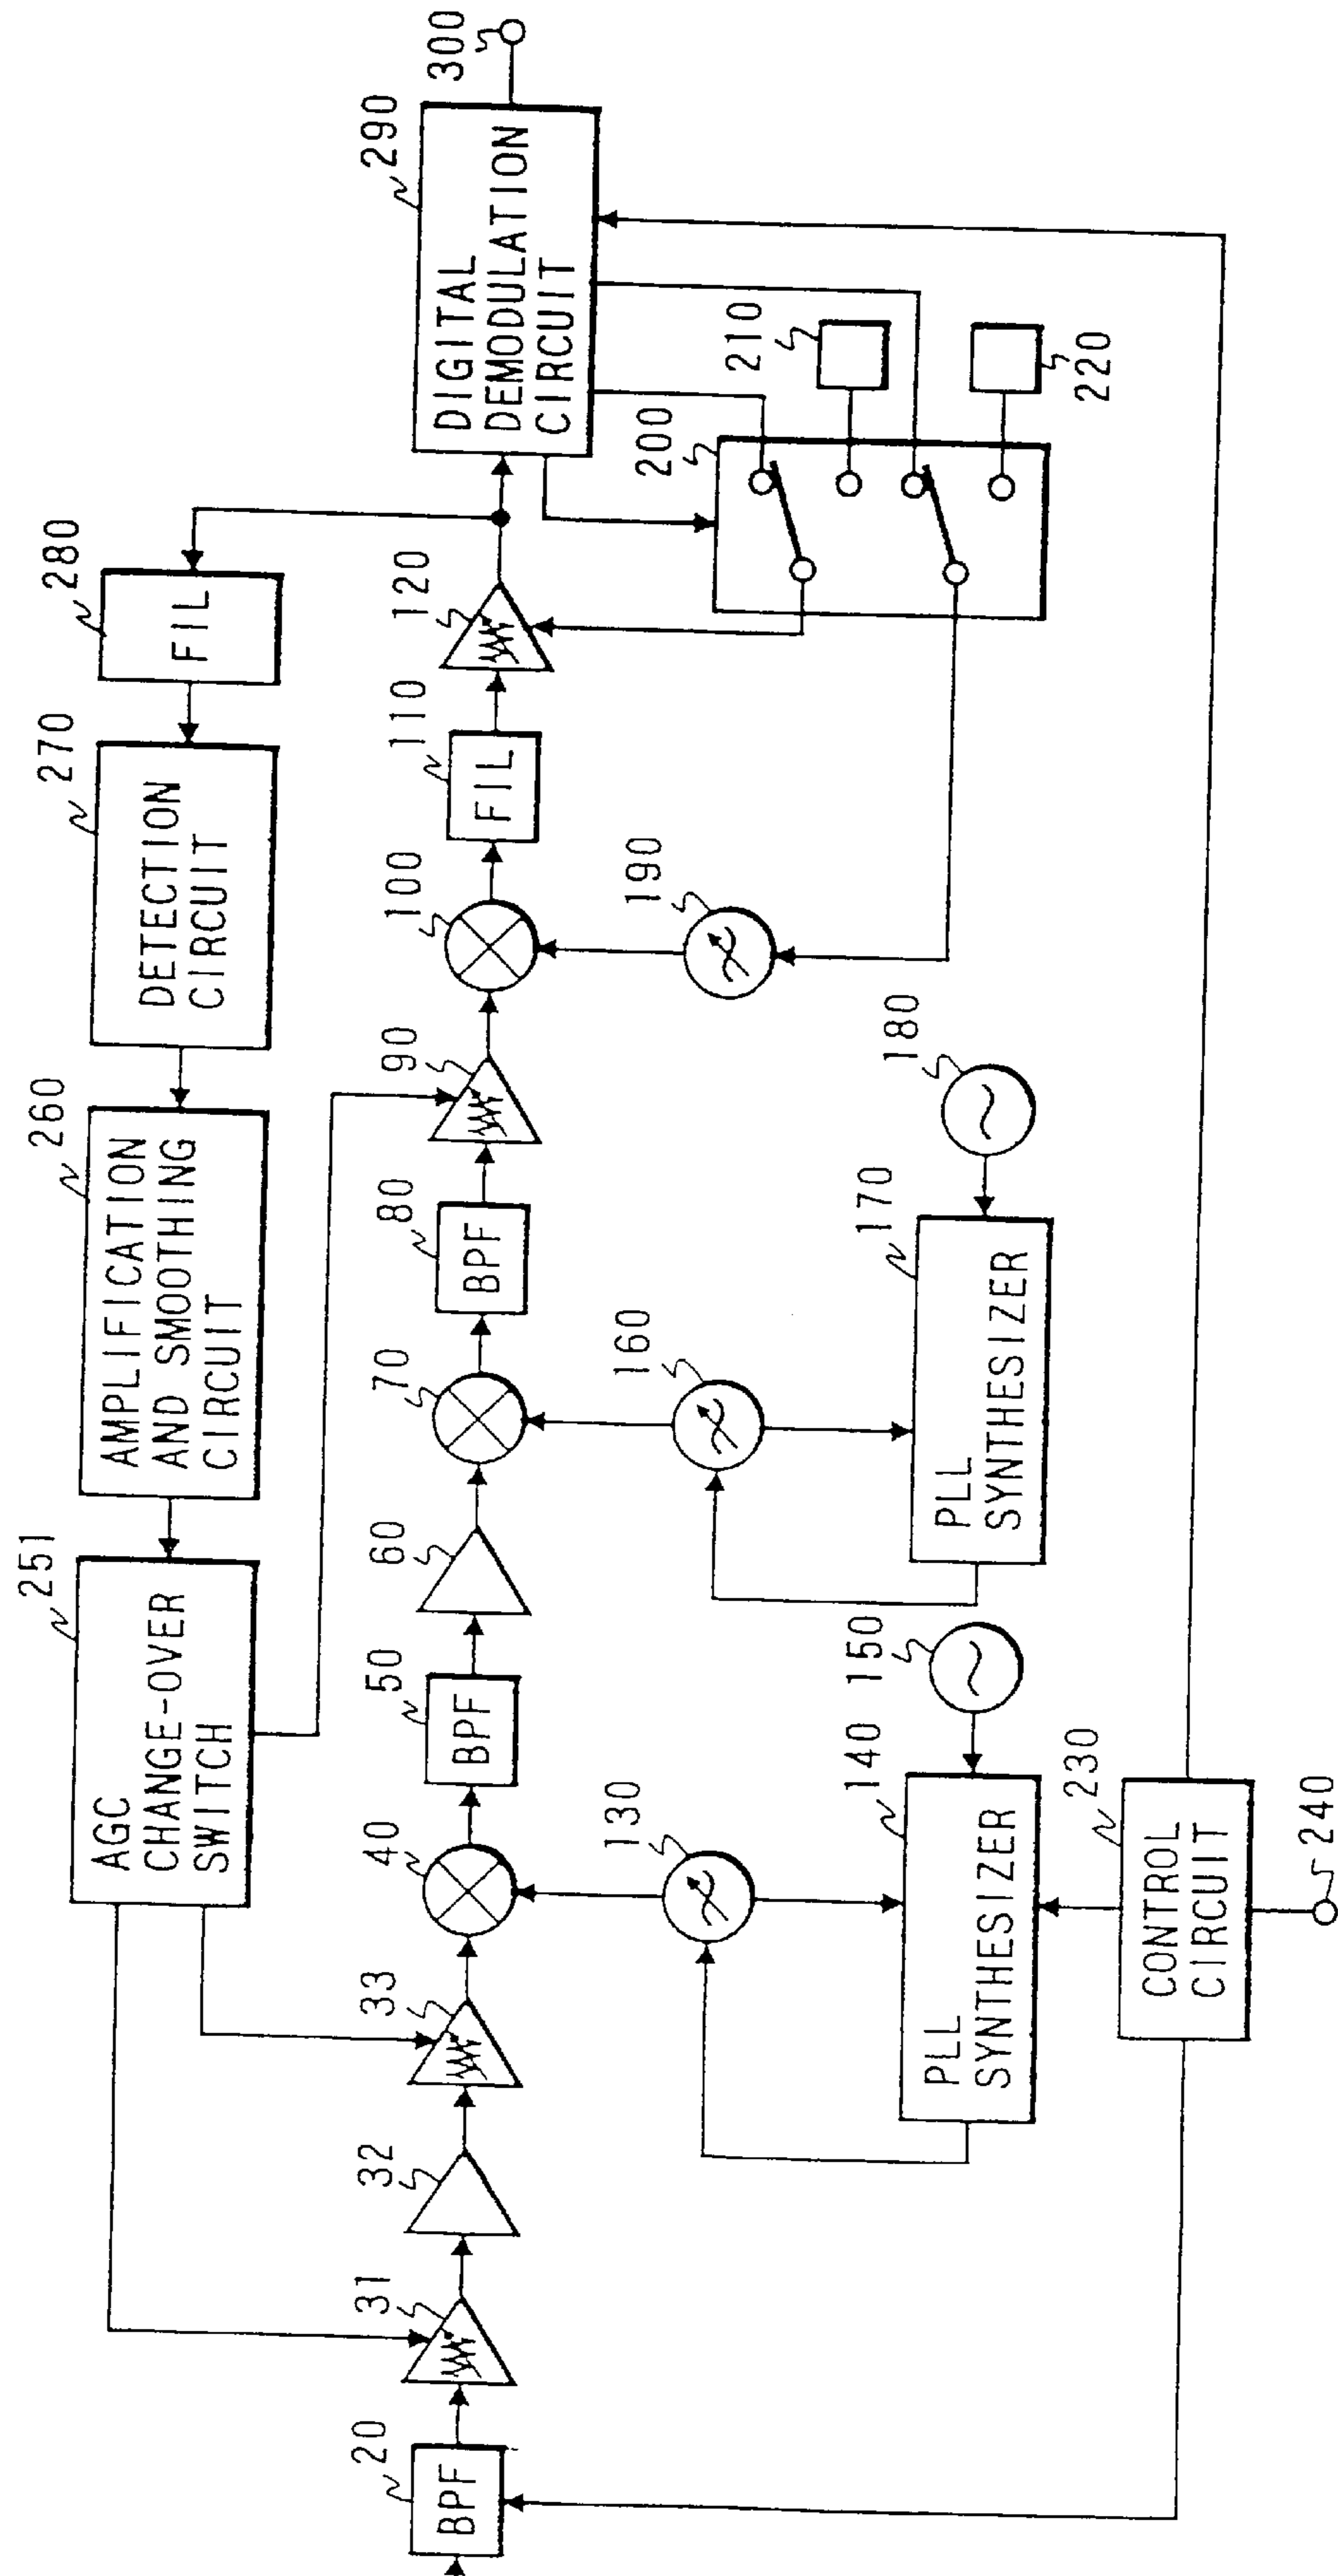 251
AGC
CHANGE-OVER
SWITCH
260
AMPLIFICATION
AND SMOOTHING
CIRCUIT
270
DETECTION
CIRCUIT
280
FIL
20
BPF
31
32
33
40
50
BPF
60
70
80
BPF
90
100
110
FIL
120
290
DIGITAL
DEMODULATION
CIRCUIT
300
130
160
190
200
210
220
140
PLL
SYNTHESIZER
150
170
PLL
SYNTHESIZER
180
230
CONTROL
CIRCUIT
240